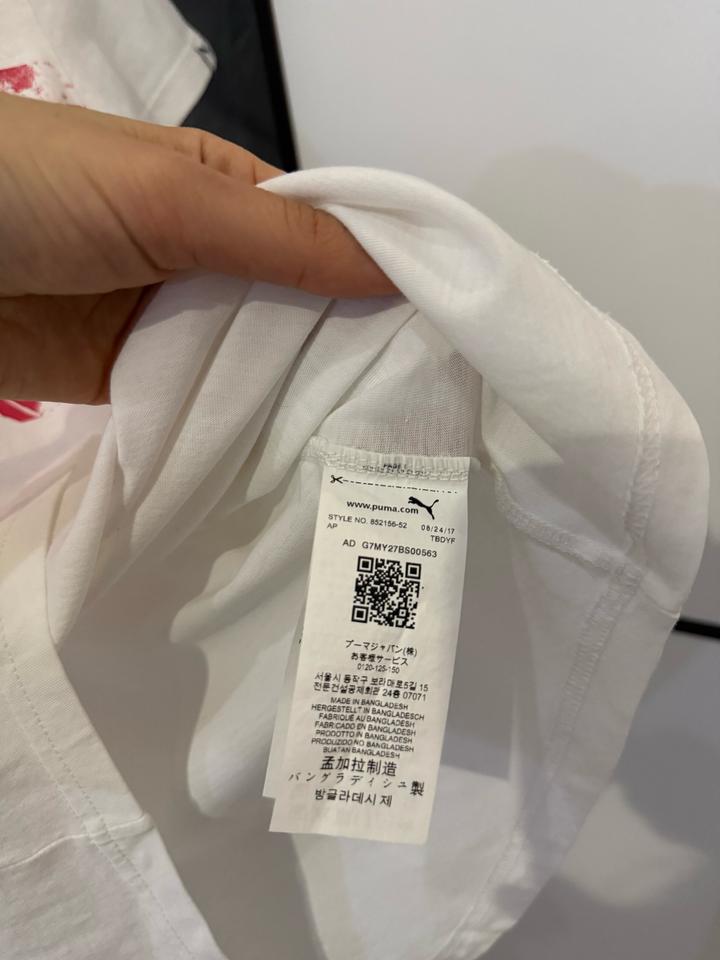 www.puma.com
STYLE NO. 852156-52 08/24/17
AP TBDYF
AD G7MY27BS00563
プーマジャパン(株)
お客様サービス
0120-125-150
서울시 동작구 보라매로5길 15
전문건설공제회관 24층 07071
MADE IN BANGLADESH
HERGESTELLT IN BANGLADESCH
FABRIQUÉ AU BANGLADESH
FABRICADO EN BANGLADESH
PRODOTTO IN BANGLADESH
PRODUZIDO NO BANGLADESH
BUATAN BANGLADESH
孟加拉制造
バングラディシュ製
방글라데시 제